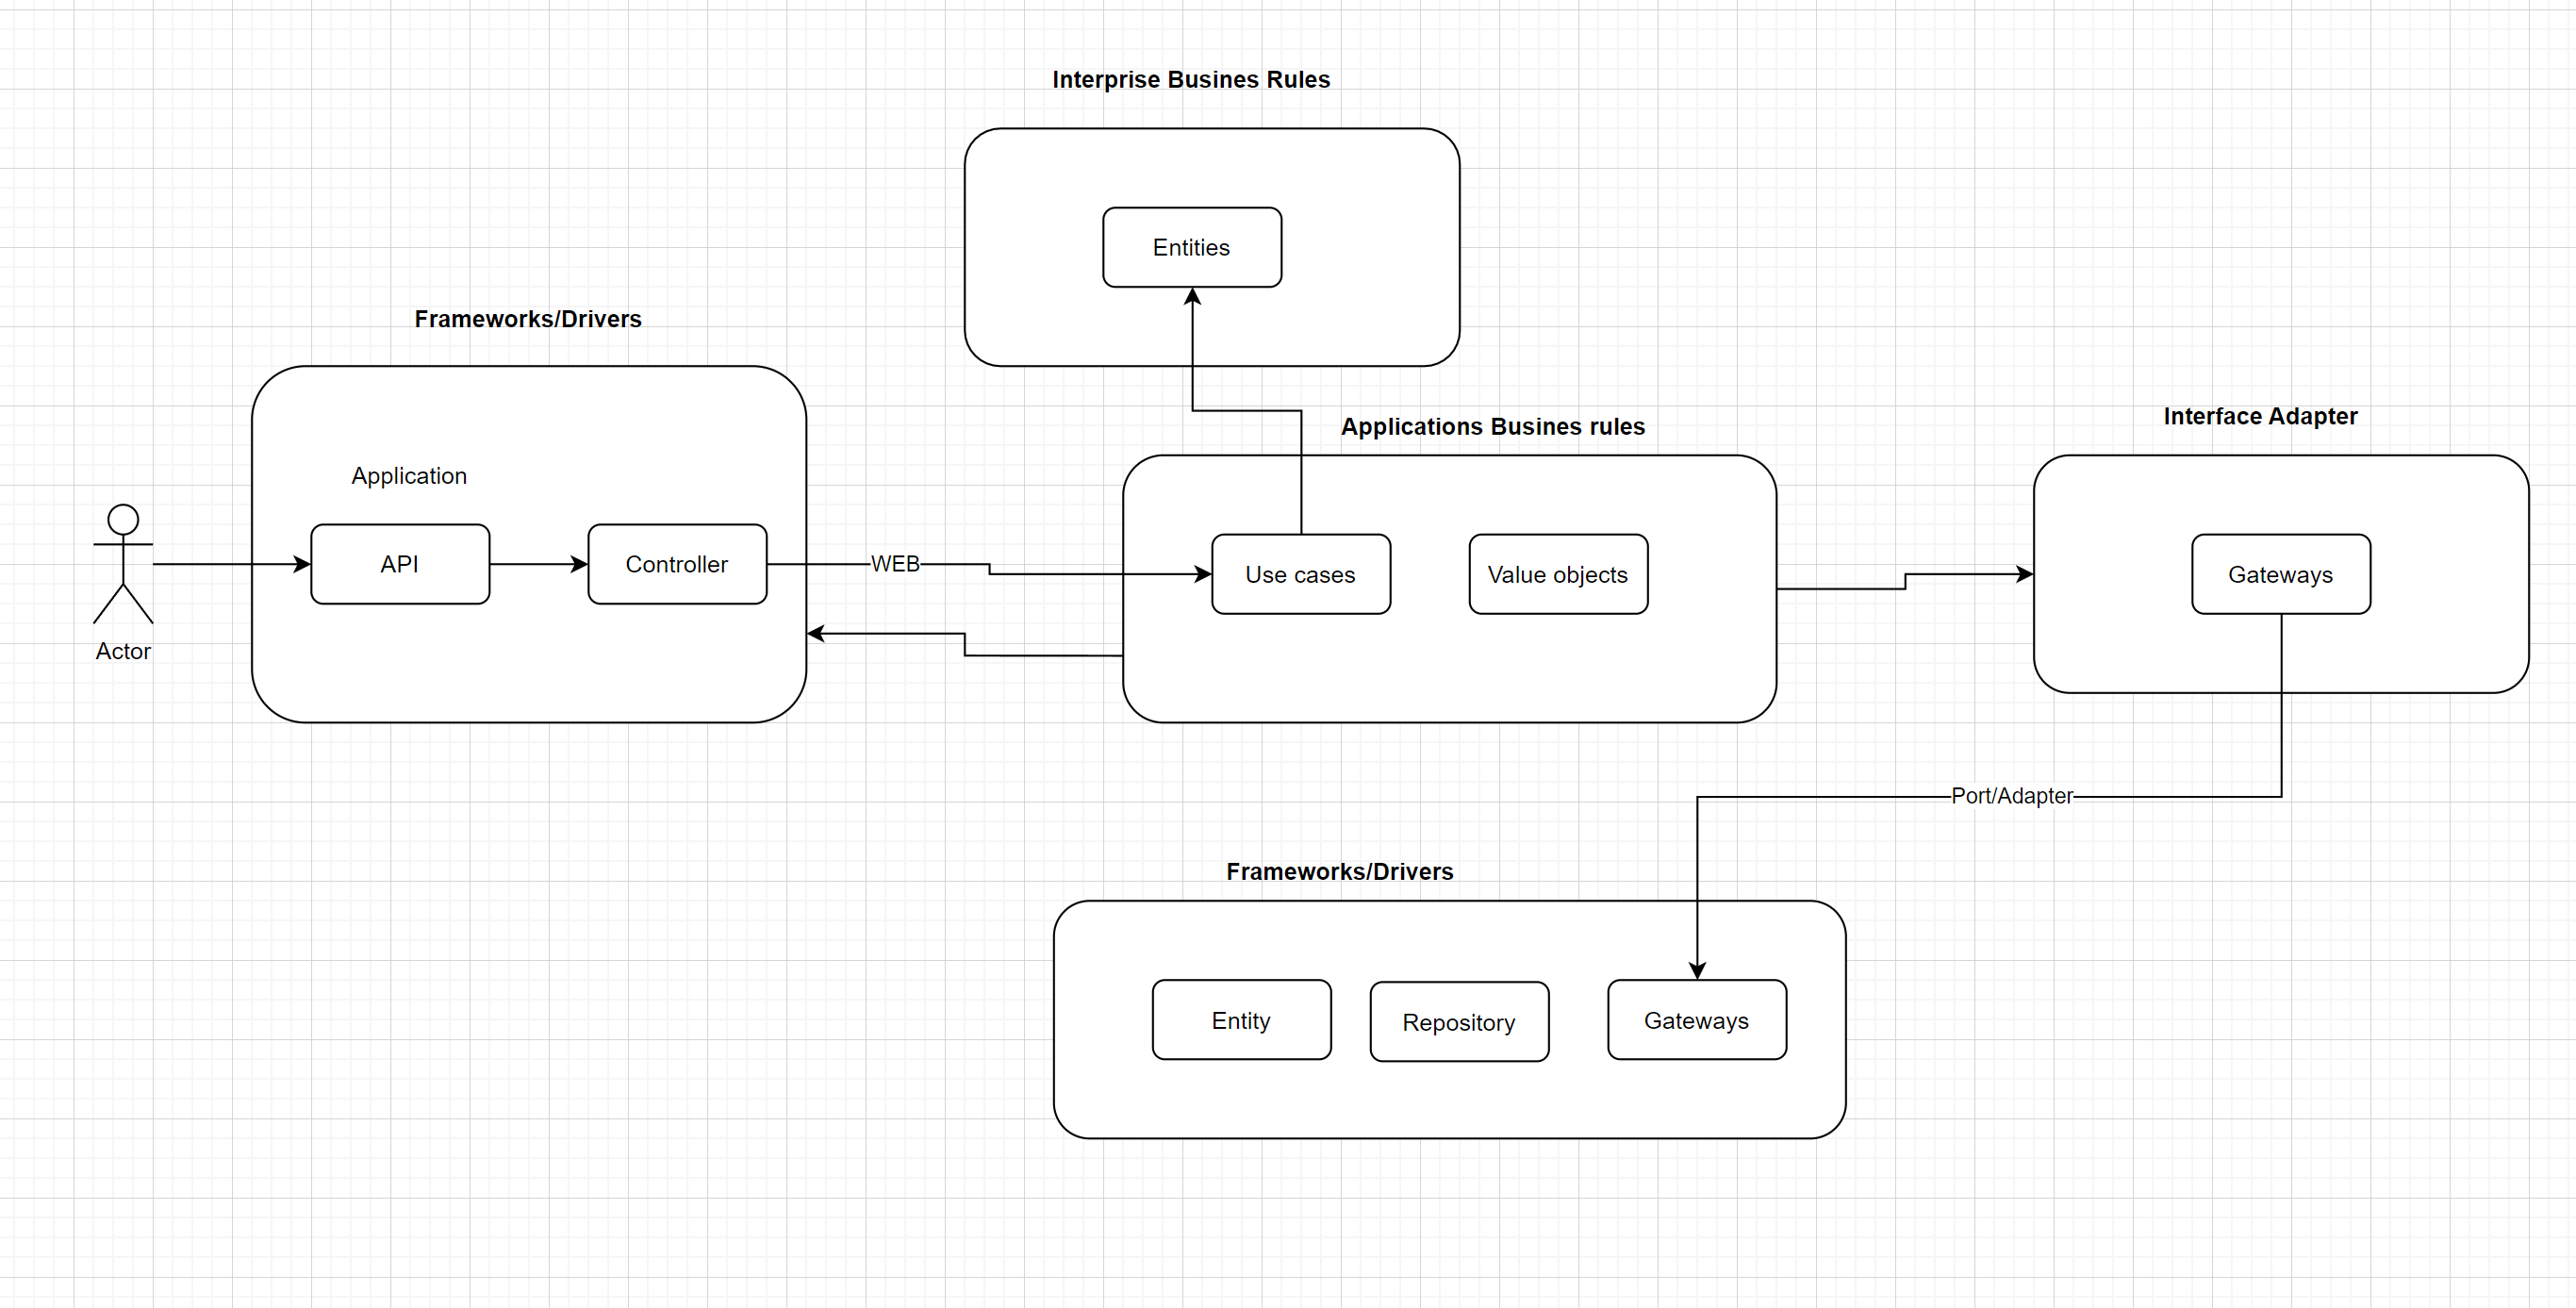 Interprise Busines Rules
Entities
Frameworks/Drivers
Applications Busines rules
Interface Adapter
Application
API
Controller
WEB
Use cases
Value objects
Gateways
Actor
Port/Adapter
Frameworks/Drivers
Entity
Repository
Gateways